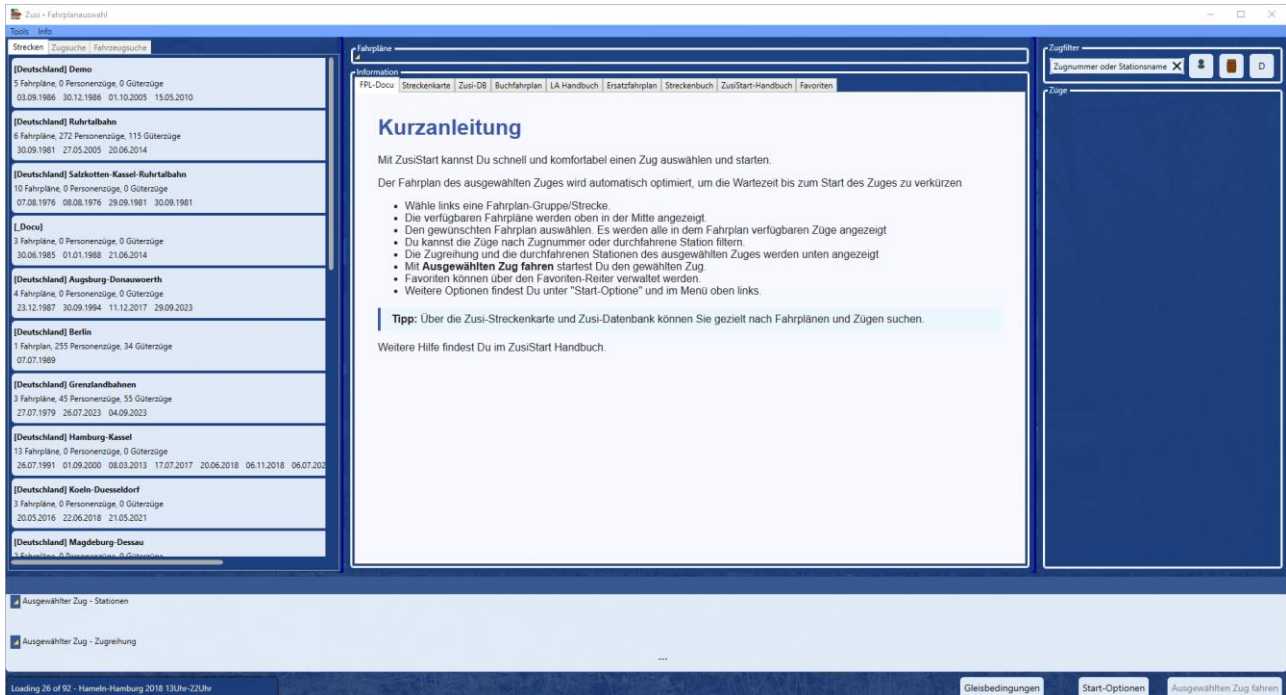 Zusi • Fahrplanauswahl
Tools Info
Strecken Zugsuche Fahrzeugsuche
[Deutschland] Demo
5 Fahrpläne, 0 Personenzüge, 0 Güterzüge
03.09.1986 30.12.1986 01.10.2005 15.05.2010
[Deutschland] Ruhrtalbahn
6 Fahrpläne, 272 Personenzüge, 115 Güterzüge
30.09.1981 27.05.2005 20.06.2014
[Deutschland] Salzkotten-Kassel-Ruhrtalbahn
10 Fahrpläne, 0 Personenzüge, 0 Güterzüge
07.08.1976 08.08.1976 29.09.1981 30.09.1981
[_Docu]
3 Fahrpläne, 0 Personenzüge, 0 Güterzüge
30.06.1985 01.01.1988 21.06.2014
[Deutschland] Augsburg-Donauwoerth
4 Fahrpläne, 0 Personenzüge, 0 Güterzüge
23.12.1987 30.09.1994 11.12.2017 29.09.2023
[Deutschland] Berlin
1 Fahrplan, 255 Personenzüge, 34 Güterzüge
07.07.1989
[Deutschland] Grenzlandbahnen
3 Fahrpläne, 45 Personenzüge, 55 Güterzüge
27.07.1979 26.07.2023 04.09.2023
[Deutschland] Hamburg-Kassel
13 Fahrpläne, 0 Personenzüge, 0 Güterzüge
26.07.1991 01.09.2000 08.03.2013 17.07.2017 20.06.2018 06.11.2018 06.07.202
[Deutschland] Koeln-Duesseldorf
3 Fahrpläne, 0 Personenzüge, 0 Güterzüge
20.05.2016 22.06.2018 21.05.2021
[Deutschland] Magdeburg-Dessau
Fahrpläne
Information
FPL-Docu Streckenkarte Zusi-DB Buchfahrplan LA Handbuch Ersatzfahrplan Streckenbuch ZusiStart-Handbuch Favoriten
Kurzanleitung
Mit ZusiStart kannst Du schnell und komfortabel einen Zug auswählen und starten.
Der Fahrplan des ausgewählten Zuges wird automatisch optimiert, um die Wartezeit bis zum Start des Zuges zu verkürzen
• Wähle links eine Fahrplan-Gruppe/Strecke.
• Die verfügbaren Fahrpläne werden oben in der Mitte angezeigt.
• Den gewünschten Fahrplan auswählen. Es werden alle in dem Fahrplan verfügbaren Züge angezeigt
• Du kannst die Züge nach Zugnummer oder durchfahrene Station filtern.
• Die Zugreihung und die durchfahrenen Stationen des ausgewählten Zuges werden unten angezeigt
• Mit Ausgewählten Zug fahren startest Du den gewählten Zug.
• Favoriten können über den Favoriten-Reiter verwaltet werden.
• Weitere Optionen findest Du unter "Start-Optione" und im Menü oben links.
Tipp: Über die Zusi-Streckenkarte und Zusi-Datenbank können Sie gezielt nach Fahrplänen und Zügen suchen.
Weitere Hilfe findest Du im ZusiStart Handbuch.
Zugfilter
Zugnummer oder Stationsname D
Züge
Ausgewählter Zug - Stationen
Ausgewählter Zug - Zugreihung
---
Loading 26 of 92 - Hameln-Hamburg 2018 13Uhr-22Uhr
Gleisbedingungen Start-Optionen Ausgewählten Zug fahren